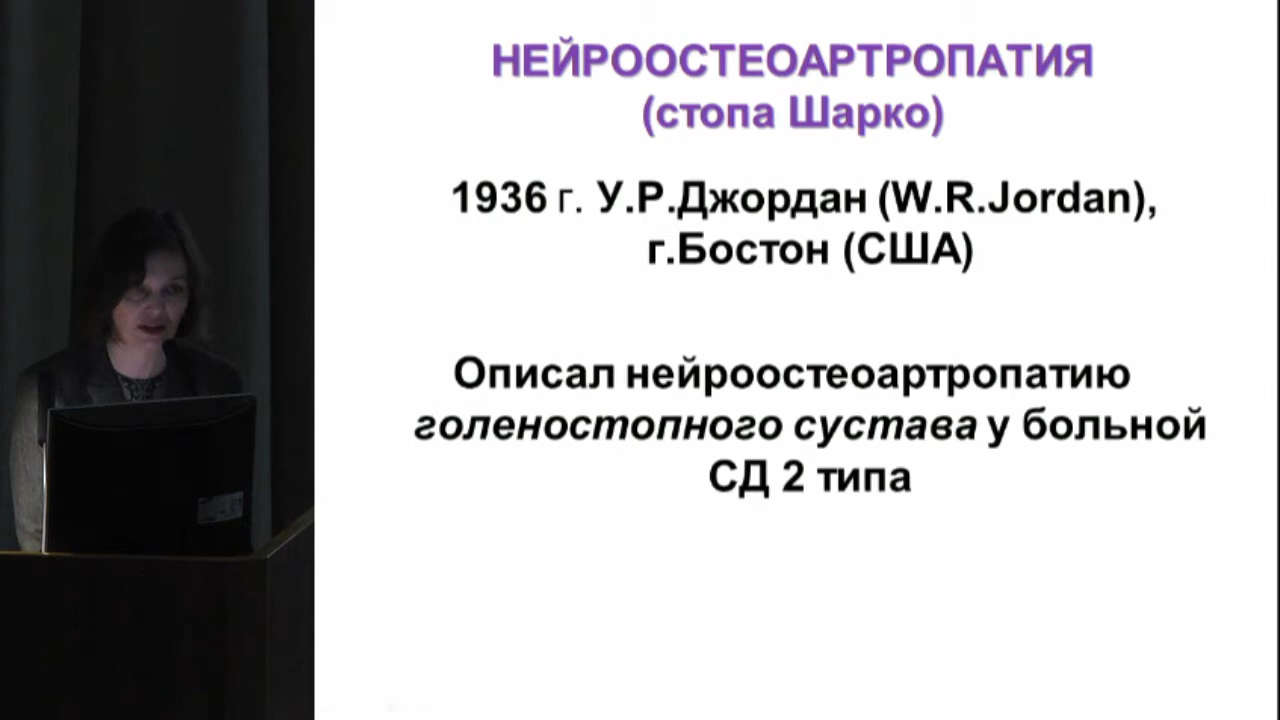 НЕЙРООСТЕОАРТРОПАТИЯ
(стопа Шарко)
1936 г. У.Р.Джордан (W.R.Jordan),
г.Бостон (США)
Описал нейроостеоартропатию
голеностопного сустава у больной
СД 2 типа